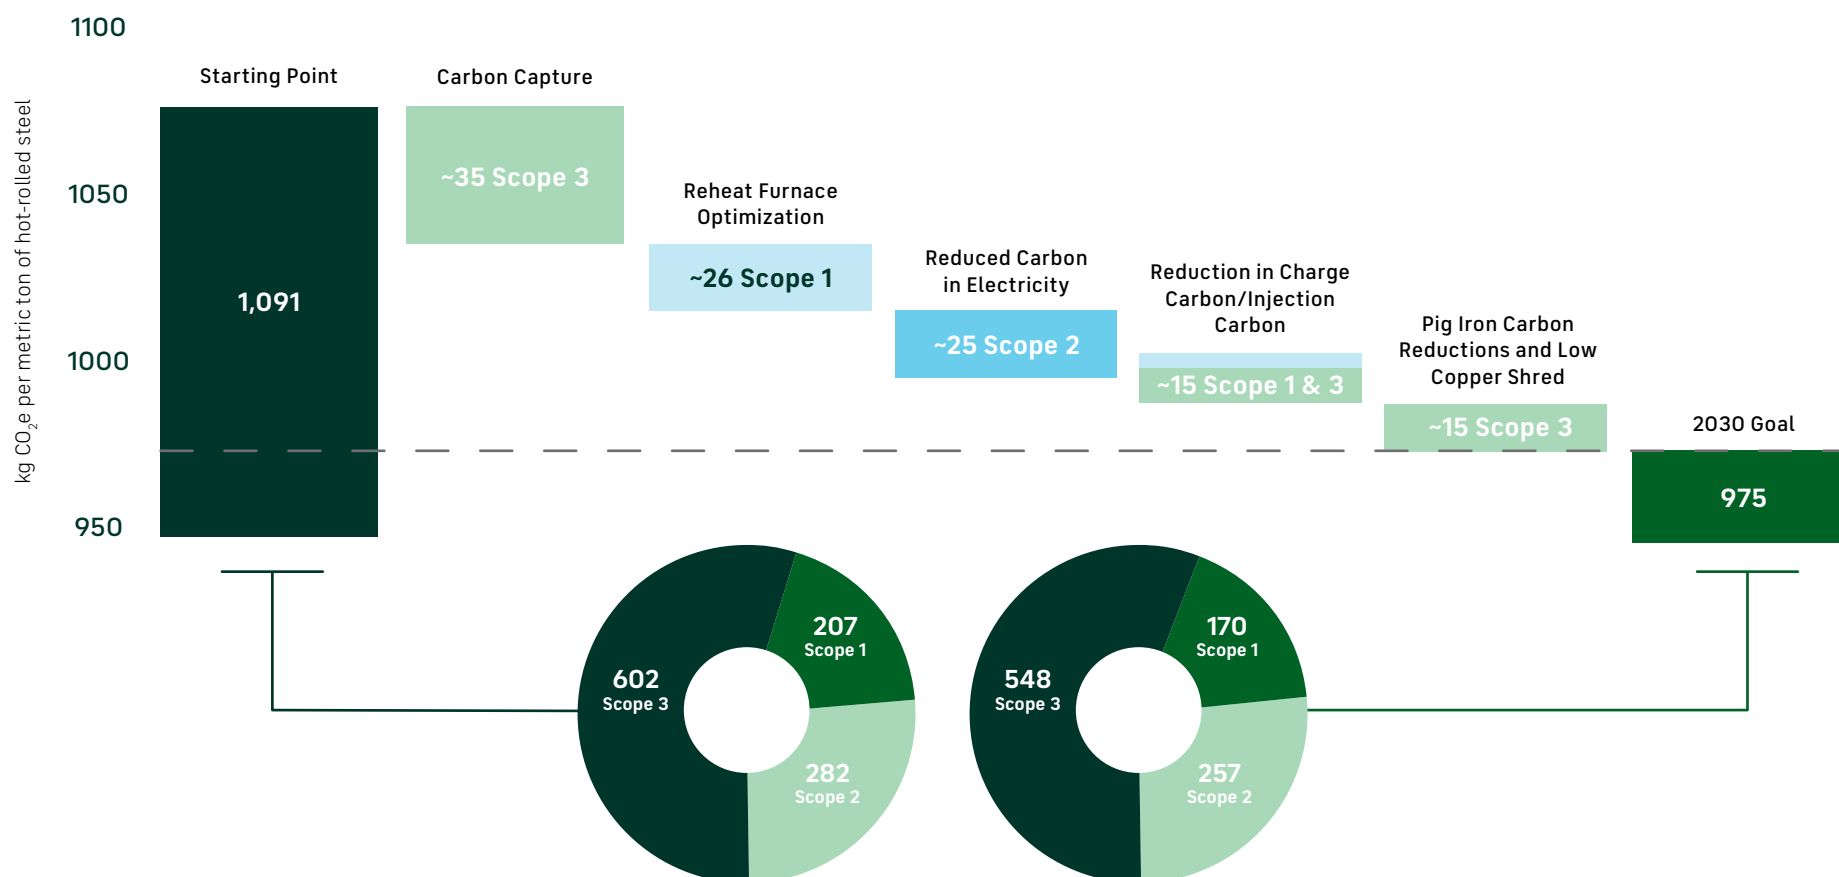 1100
1050
1000
950
kg CO₂e per metric ton of hot-rolled steel
Starting Point
1,091
Carbon Capture
~35 Scope 3
Reheat Furnace
Optimization
~26 Scope 1
Reduced Carbon
in Electricity
~25 Scope 2
Reduction in Charge
Carbon/Injection
Carbon
~15 Scope 1 & 3
Pig Iron Carbon
Reductions and Low
Copper Shred
~15 Scope 3
2030 Goal
975
207
Scope 1
602
Scope 3
282
Scope 2
170
Scope 1
548
Scope 3
257
Scope 2